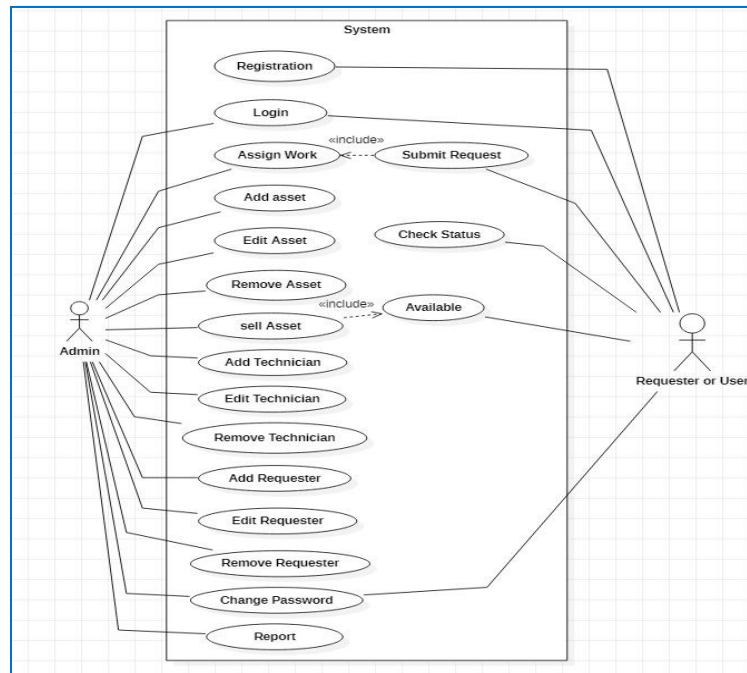 System
Registration
Login
«include»
Assign Work
Submit Request
Add asset
Check Status
Edit Asset
Remove Asset
«include»
Available
sell Asset
Admin
Add Technician
Requester or User
Edit Technician
Remove Technician
Add Requester
Edit Requester
Remove Requester
Change Password
Report